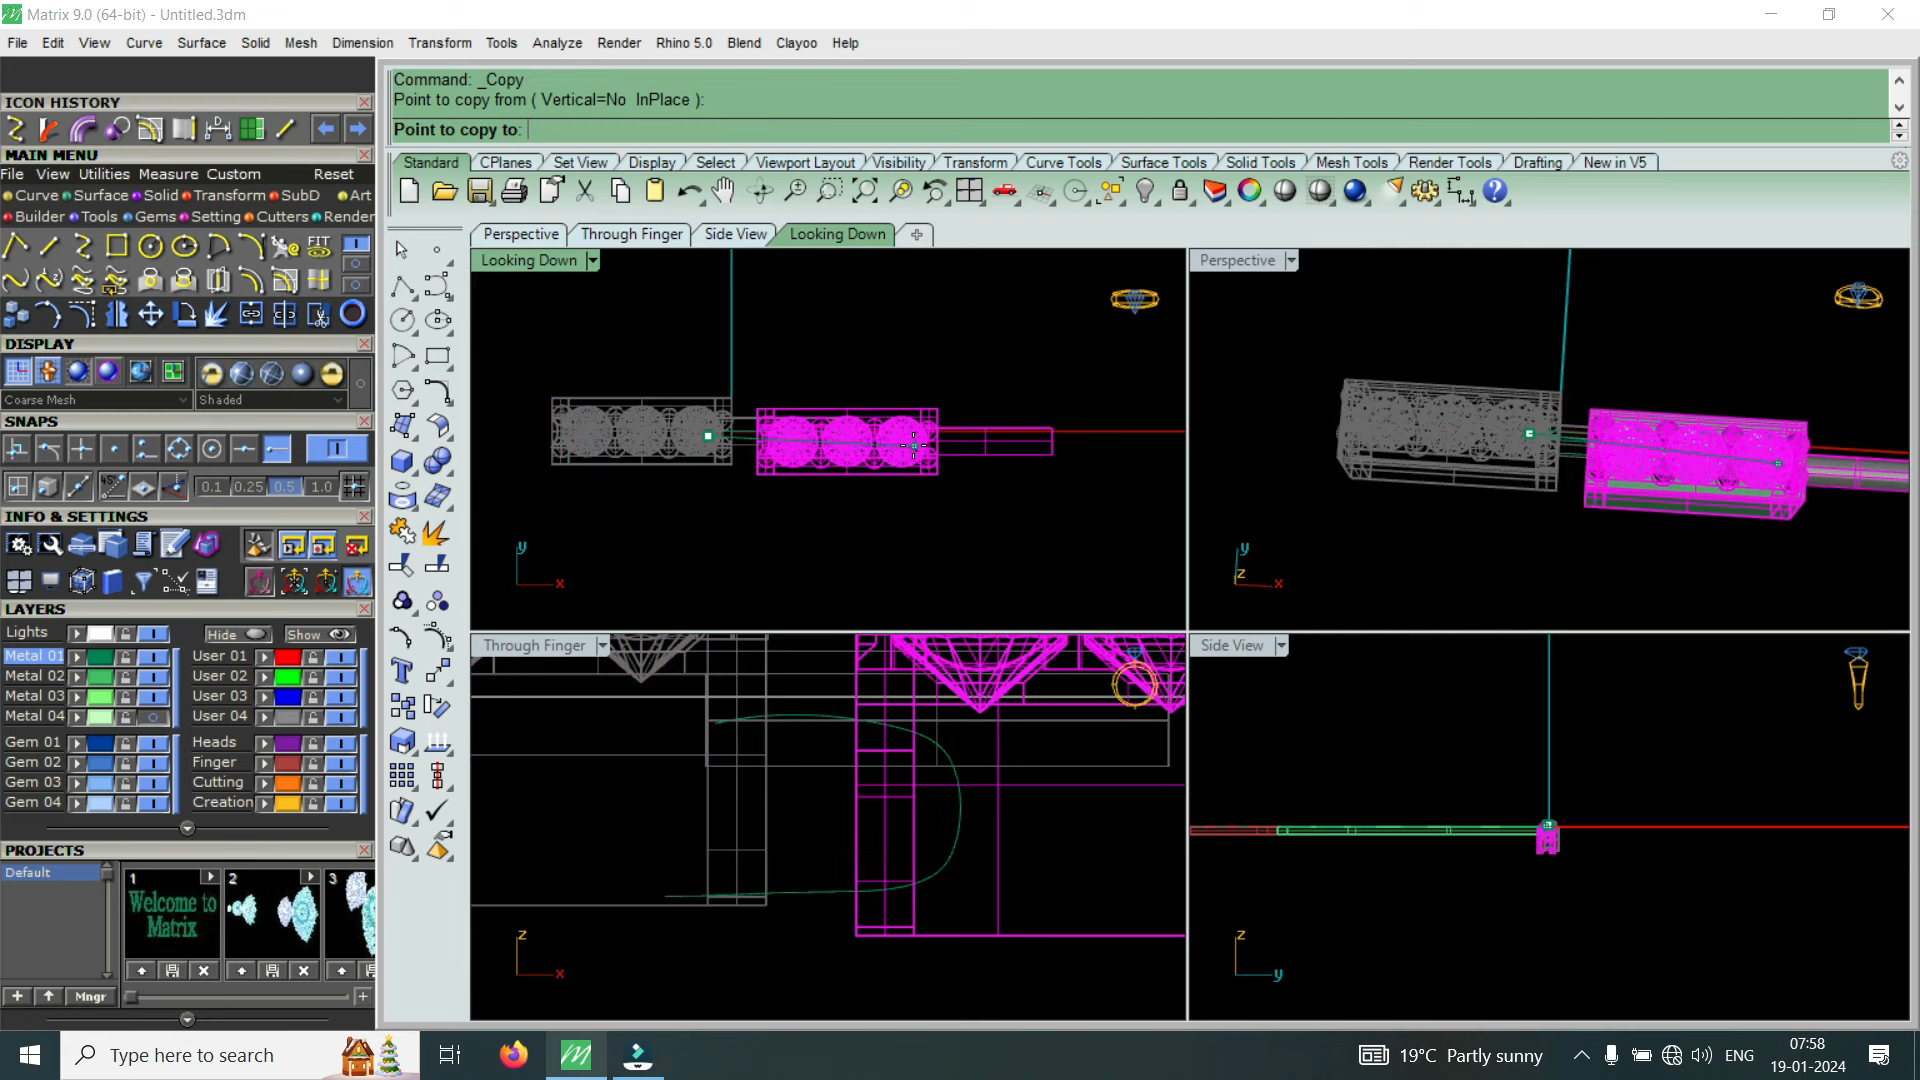 Matrix 9.0 (64-bit) - Untitled.3dm
File Edit View Curve Surface Solid Mesh Dimension Transform Tools Analyze Render Rhino 5.0 Blend Clayoo Help
ICON HISTORY
Command: _Copy
Point to copy from ( Vertical=No InPlace ):
Point to copy to:
MAIN MENU
File View Utilities Measure Custom Reset
Curve Surface Solid Transform SubD Art
Builder Tools Gems Setting Cutters Render
Standard CPlanes Set View Display Select Viewport Layout Visibility Transform Curve Tools Surface Tools Solid Tools Mesh Tools Render Tools Drafting New in V5
FIT
Perspective Through Finger Side View Looking Down
Looking Down
Perspective
DISPLAY
Coarse Mesh Shaded
SNAPS
45°
0.1 0.25 0.5 1.0
INFO & SETTINGS
LAYERS
Lights Hide Show
Metal 01 User 01
Metal 02 User 02
Metal 03 User 03
Metal 04 User 04
Gem 01 Heads
Gem 02 Finger
Gem 03 Cutting
Gem 04 Creation
PROJECTS
Default
1 2 3
Welcome to
Matrix
Mngr
y x
y z x
Through Finger
Side View
z x
z y
Type here to search
19°C Partly sunny
ENG
07:58
19-01-2024